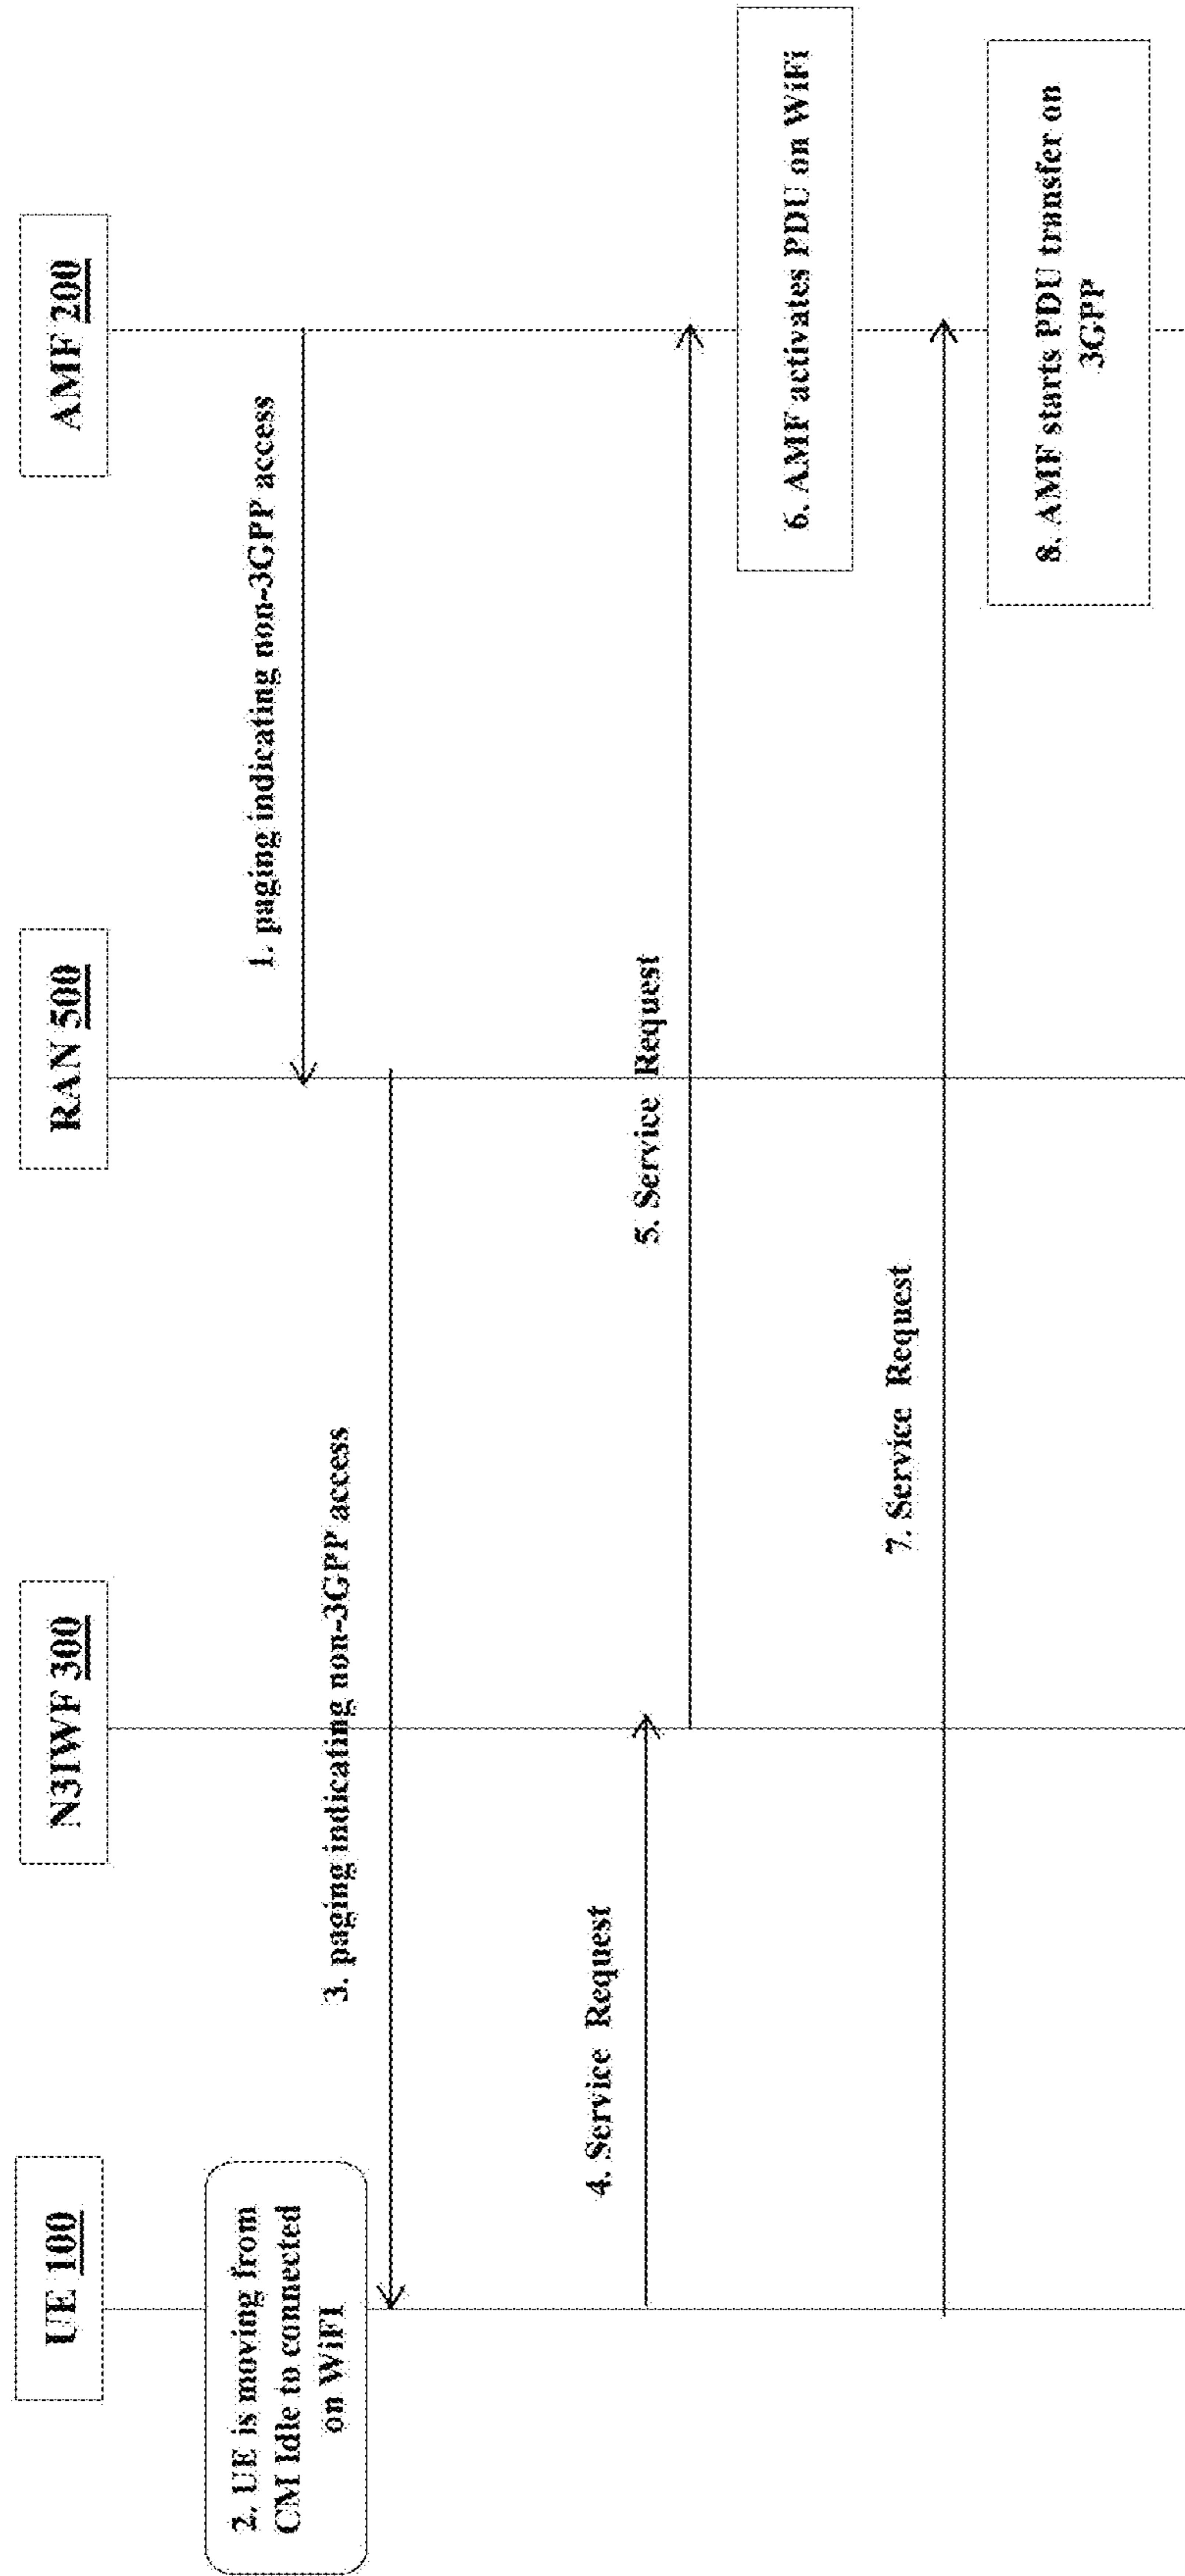 UE 100
N3IWF 300
RAN 500
AMF 200
1. paging indicating non-3GPP access
2. UE is moving from
CM Idle to connected
on WiFI
3. paging indicating non-3GPP access
4. Service Request
5. Service Request
6. AMF activates PDU on WiFi
7. Service Request
8. AMF starts PDU transfer on
3GPP